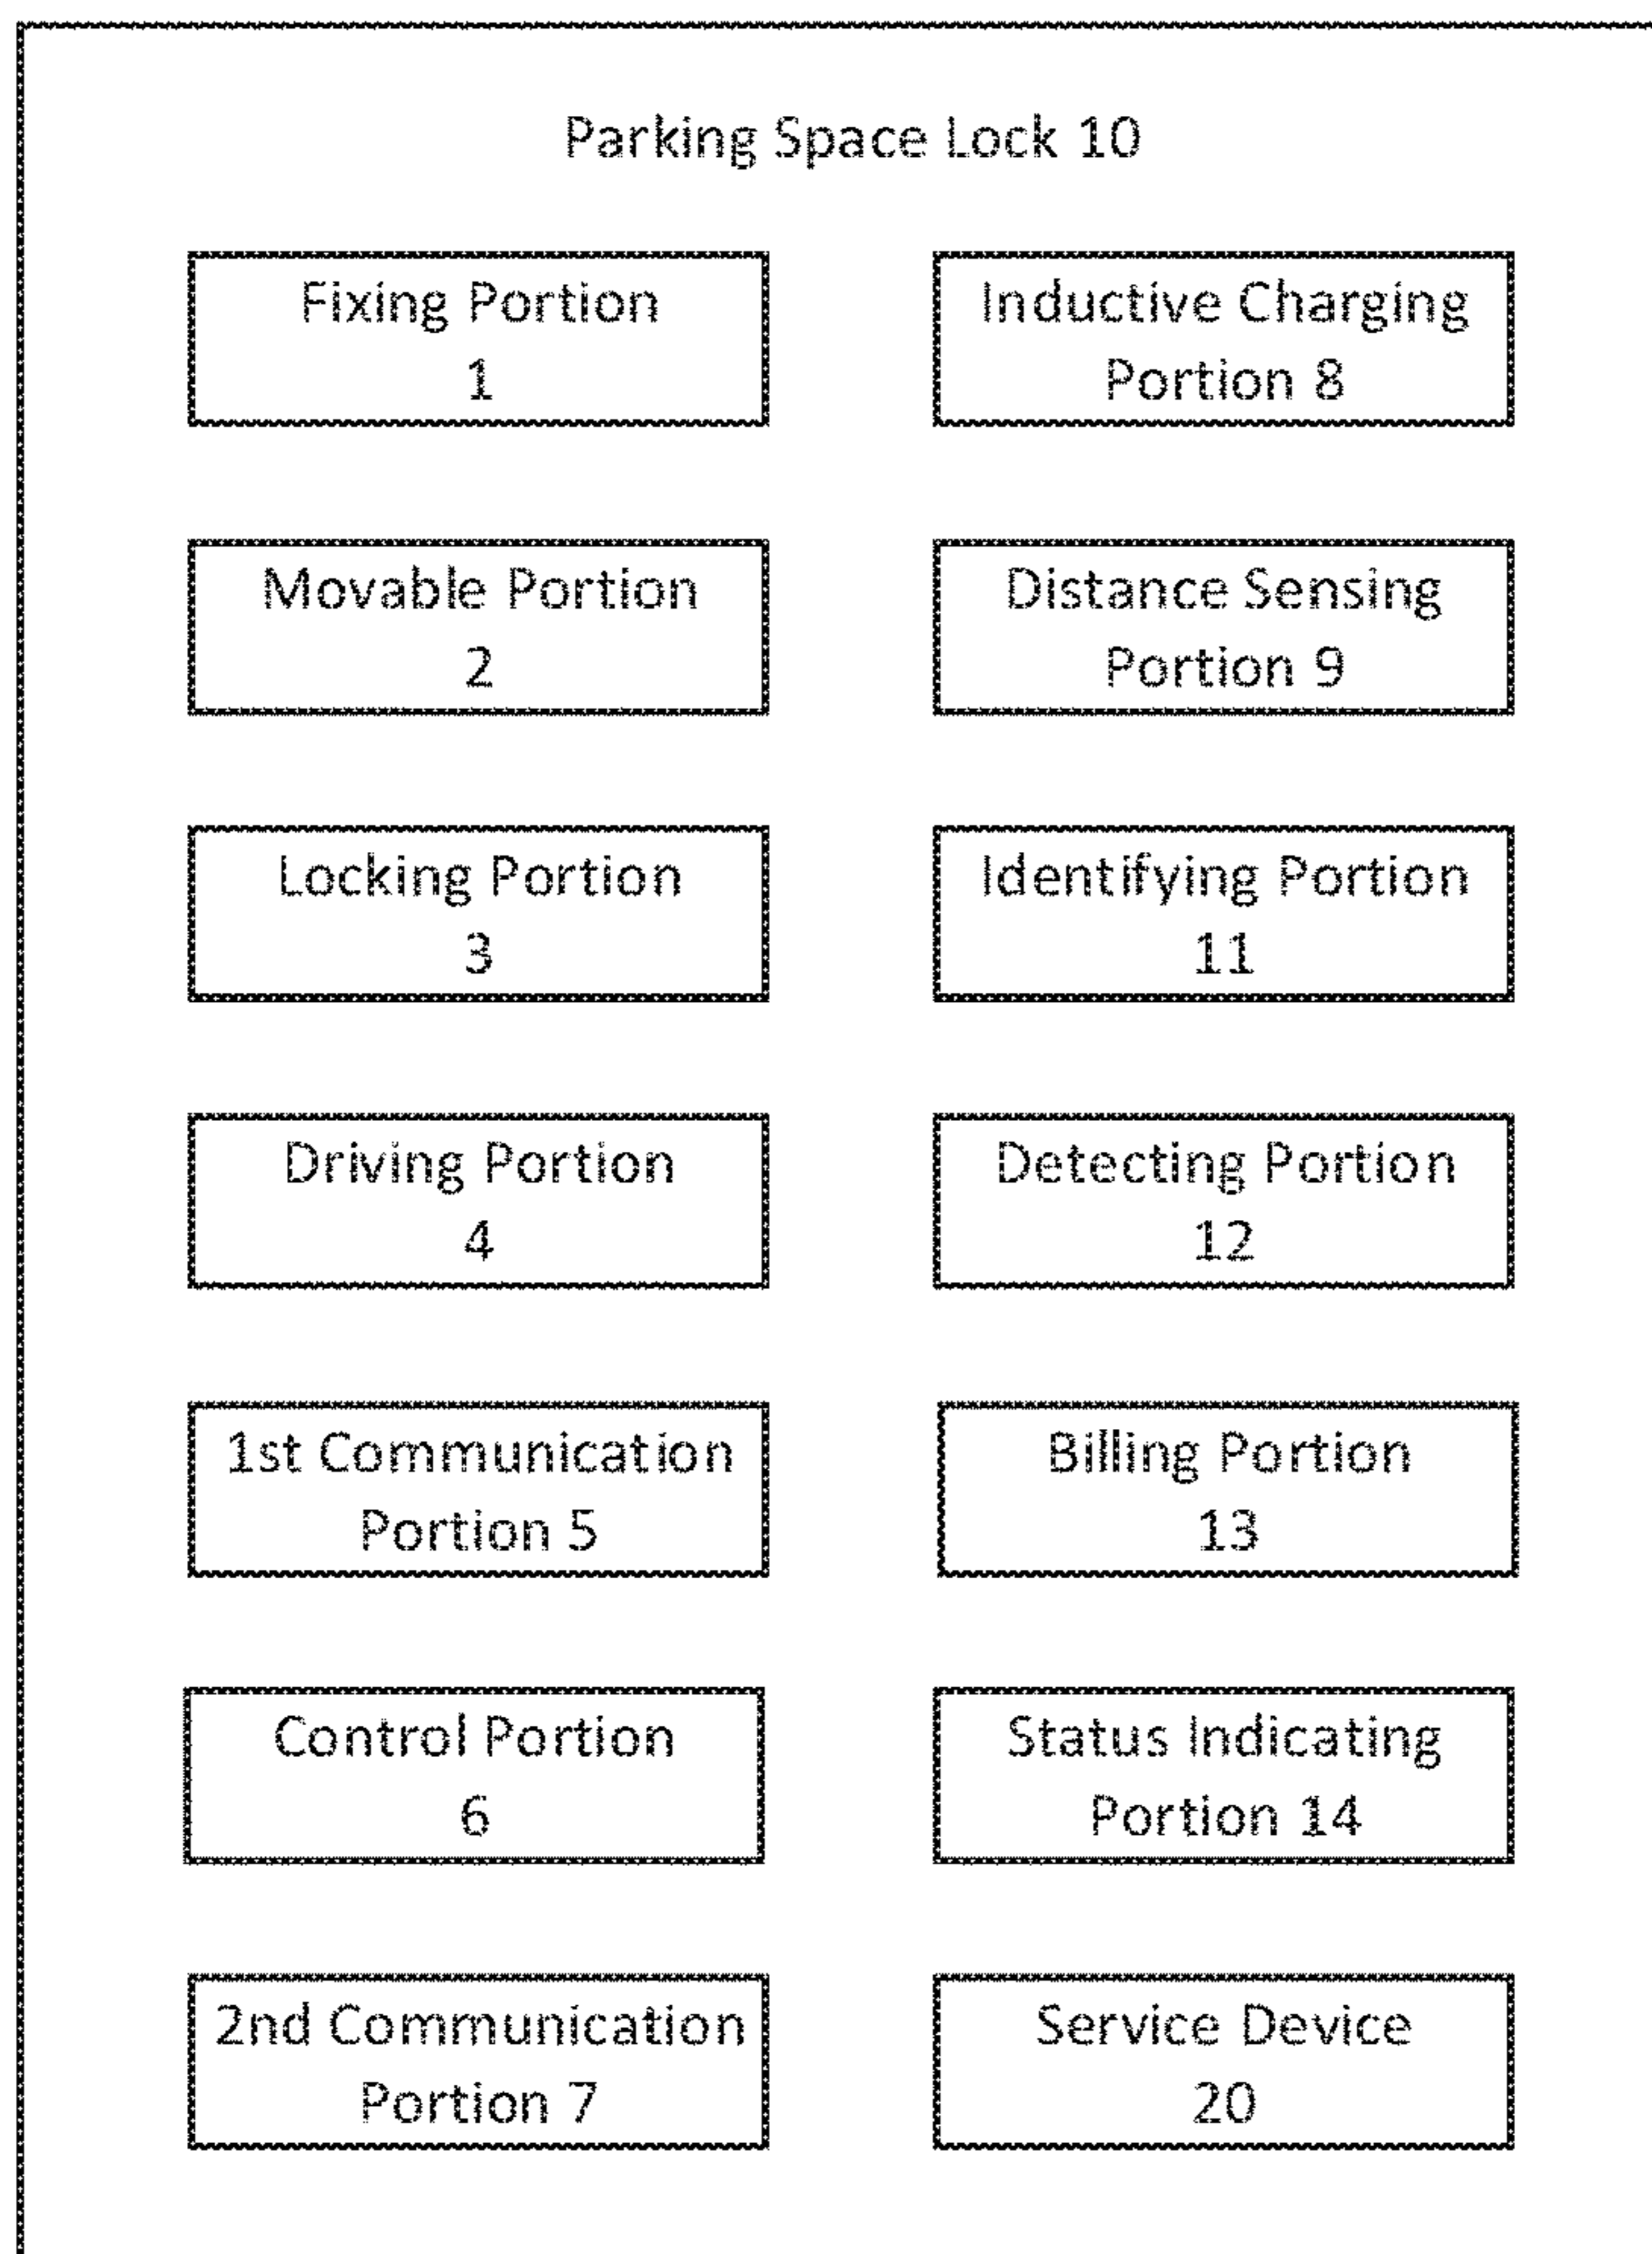 Parking Space Lock 10
Fixing Portion
1
Inductive Charging
Portion 8
Movable Portion
2
Distance Sensing
Portion 9
Locking Portion
3
Identifying Portion
11
Driving Portion
4
Detecting Portion
12
1st Communication
Portion 5
Billing Portion
13
Control Portion
6
Status Indicating
Portion 14
2nd Communication
Portion 7
Service Device
20